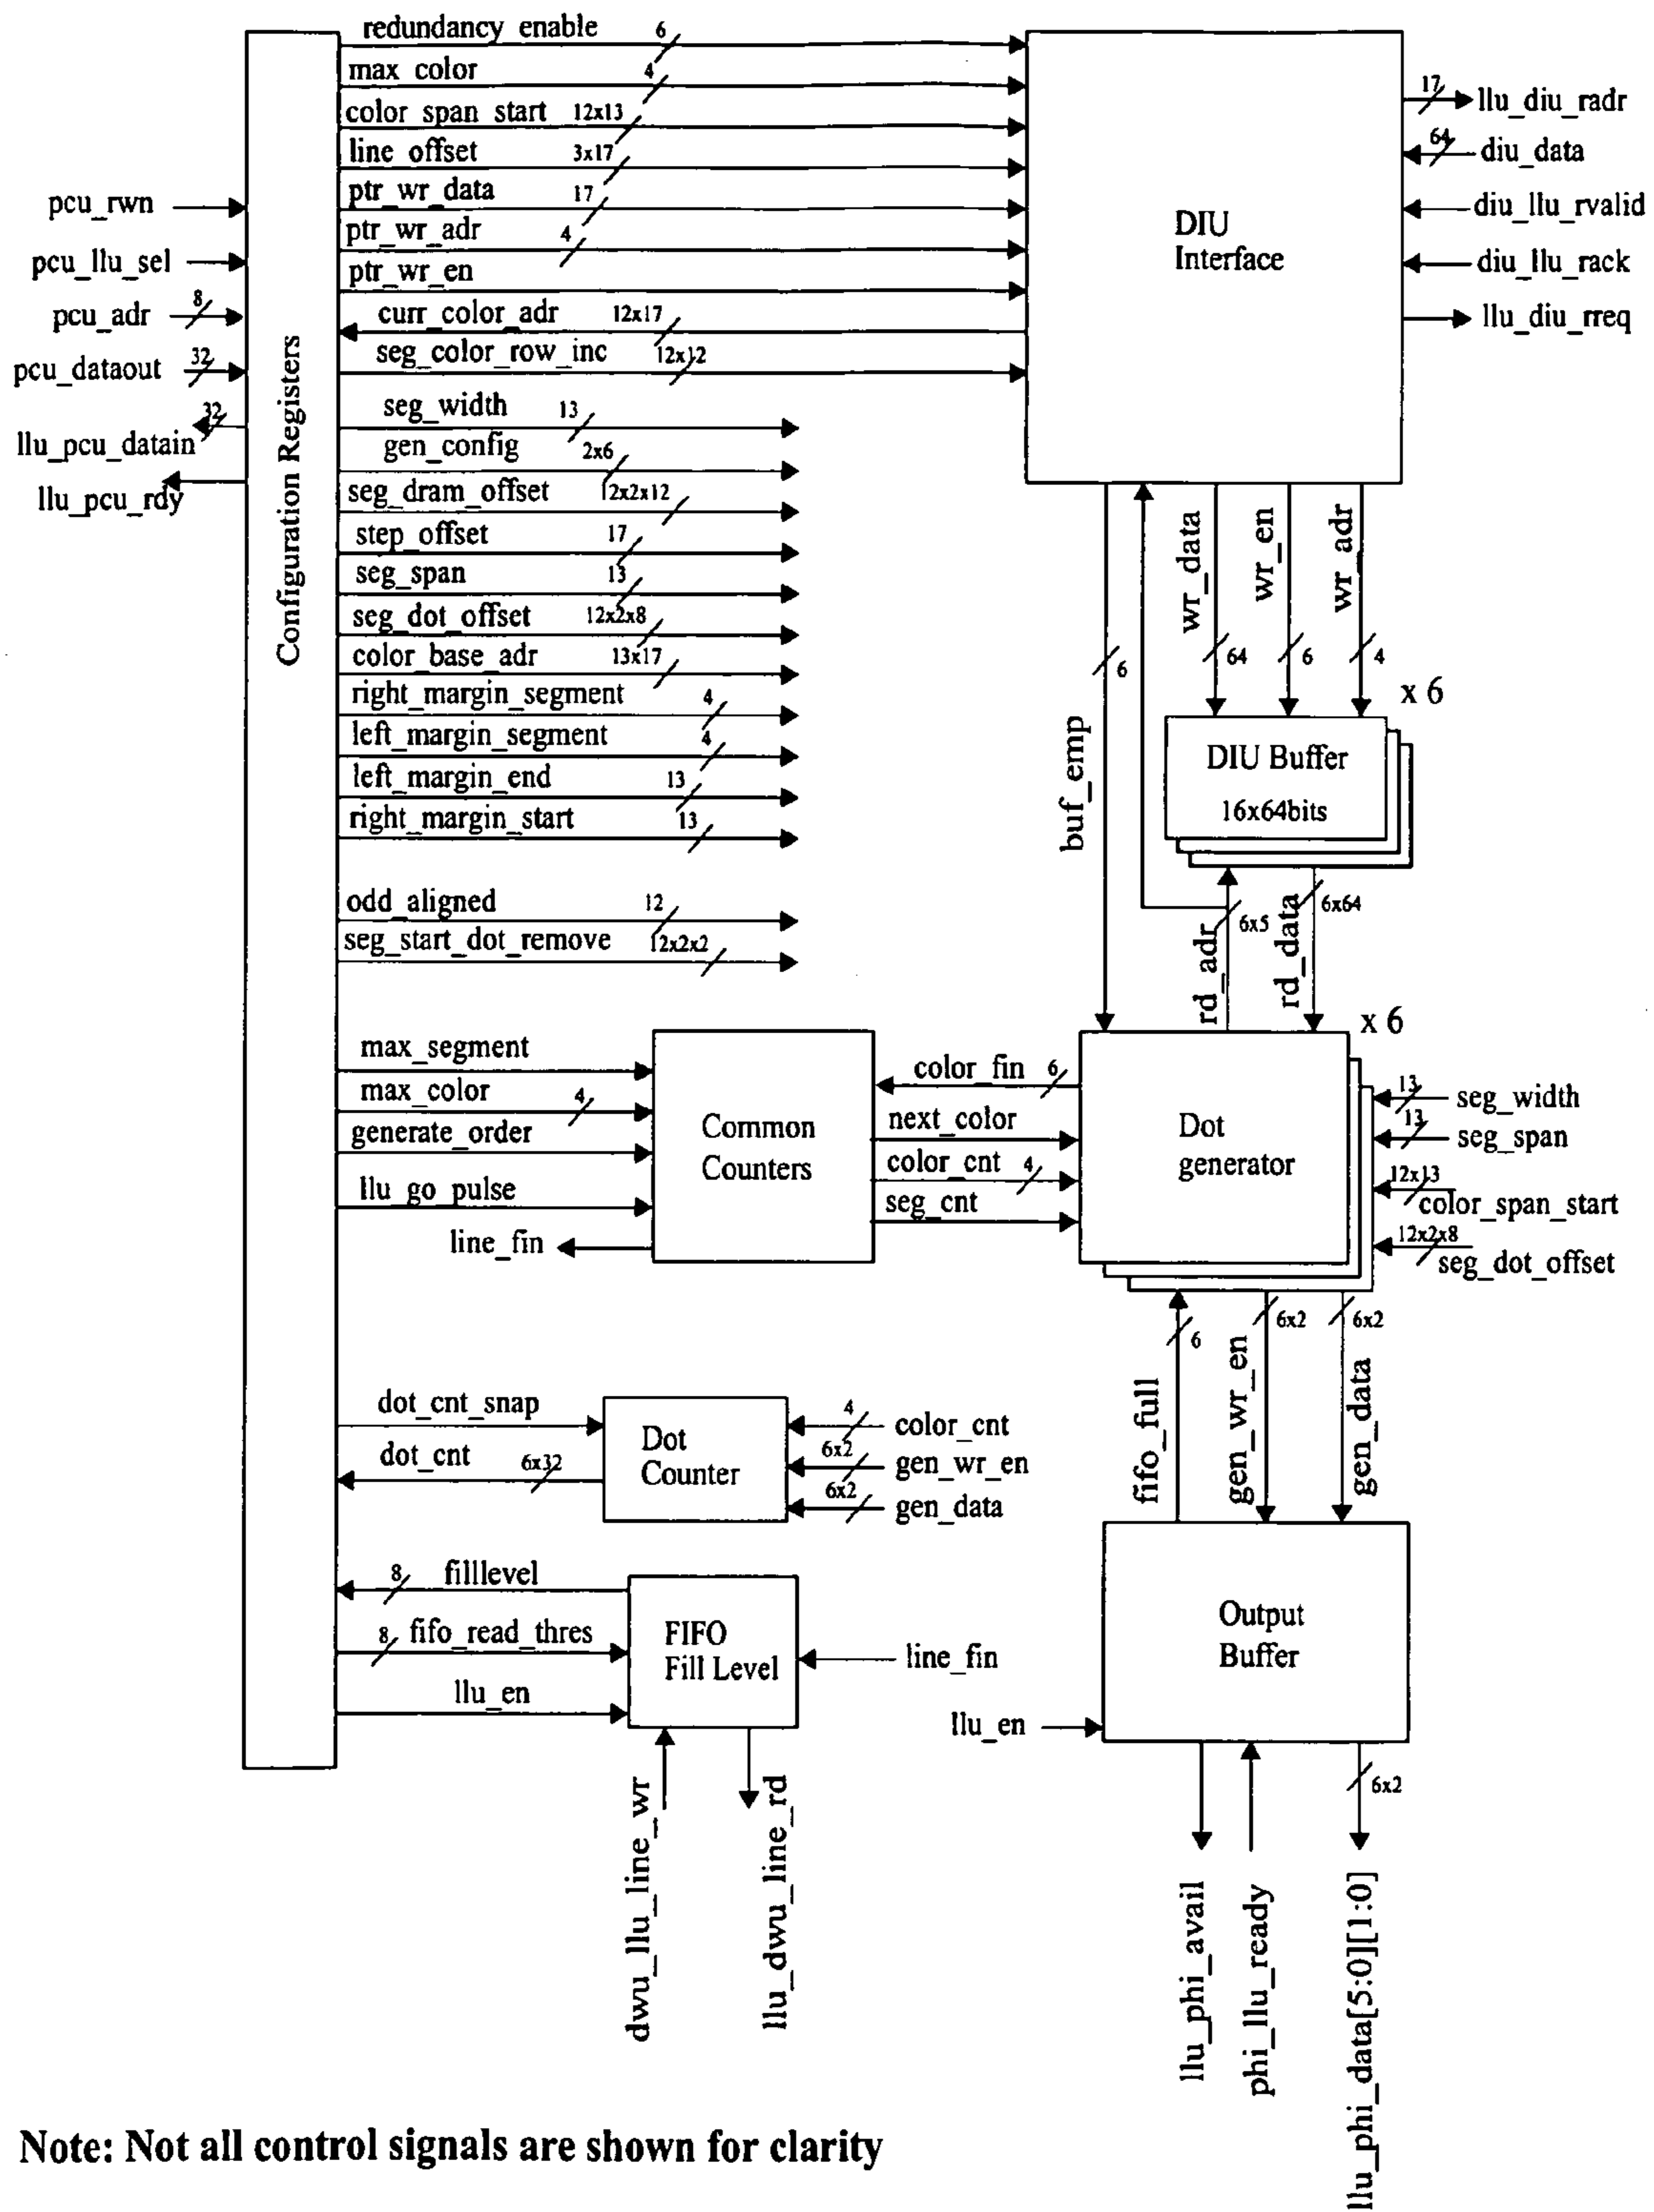 redundancy_enable 6
max_color 4
color_span_start 12x13
line_offset 3x17
ptr_wr_data 17
ptr_wr_adr 4
ptr_wr_en
curr_color_adr 12x17
seg_color_row_inc 12x12
seg_width 13
gen_config 2x6
seg_dram_offset 12x2x12
step_offset 17
seg_span 13
seg_dot_offset 12x2x8
color_base_adr 13x17
right_margin_segment 4
left_margin_segment 4
left_margin_end 13
right_margin_start 13
odd_aligned 12
seg_start_dot_remove 12x2x2
pcu_rwn
pcu_llu_sel
pcu_adr 8
pcu_dataout 32
llu_pcu_datain 32
llu_pcu_rdy
Configuration Registers
DIU
Interface
17 llu_diu_radr
64 diu_data
diu_llu_rvalid
diu_llu_rack
llu_diu_rreq
buf_emp 6
wr_data 64
wr_en 6
wr_adr 4
x 6
DIU Buffer
16x64bits
rd_adr 6x5
rd_data 6x64
x 6
max_segment
max_color 4
generate_order
llu_go_pulse
line_fin
Common
Counters
color_fin 6
next_color
color_cnt 4
seg_cnt
Dot
generator
13 seg_width
13 seg_span
12x13
color_span_start
12x2x8
seg_dot_offset
fifo_full 6
gen_wr_en 6x2
gen_data 6x2
dot_cnt_snap
dot_cnt 6x32
Dot
Counter
4 color_cnt
6x2 gen_wr_en
6x2 gen_data
8 filllevel
8 fifo_read_thres
llu_en
FIFO
Fill Level
line_fin
dwu_llu_line_wr
llu_dwu_line_rd
Output
Buffer
llu_en
llu_phi_avail
phi_llu_ready
6x2
llu_phi_data[5:0][1:0]
Note: Not all control signals are shown for clarity